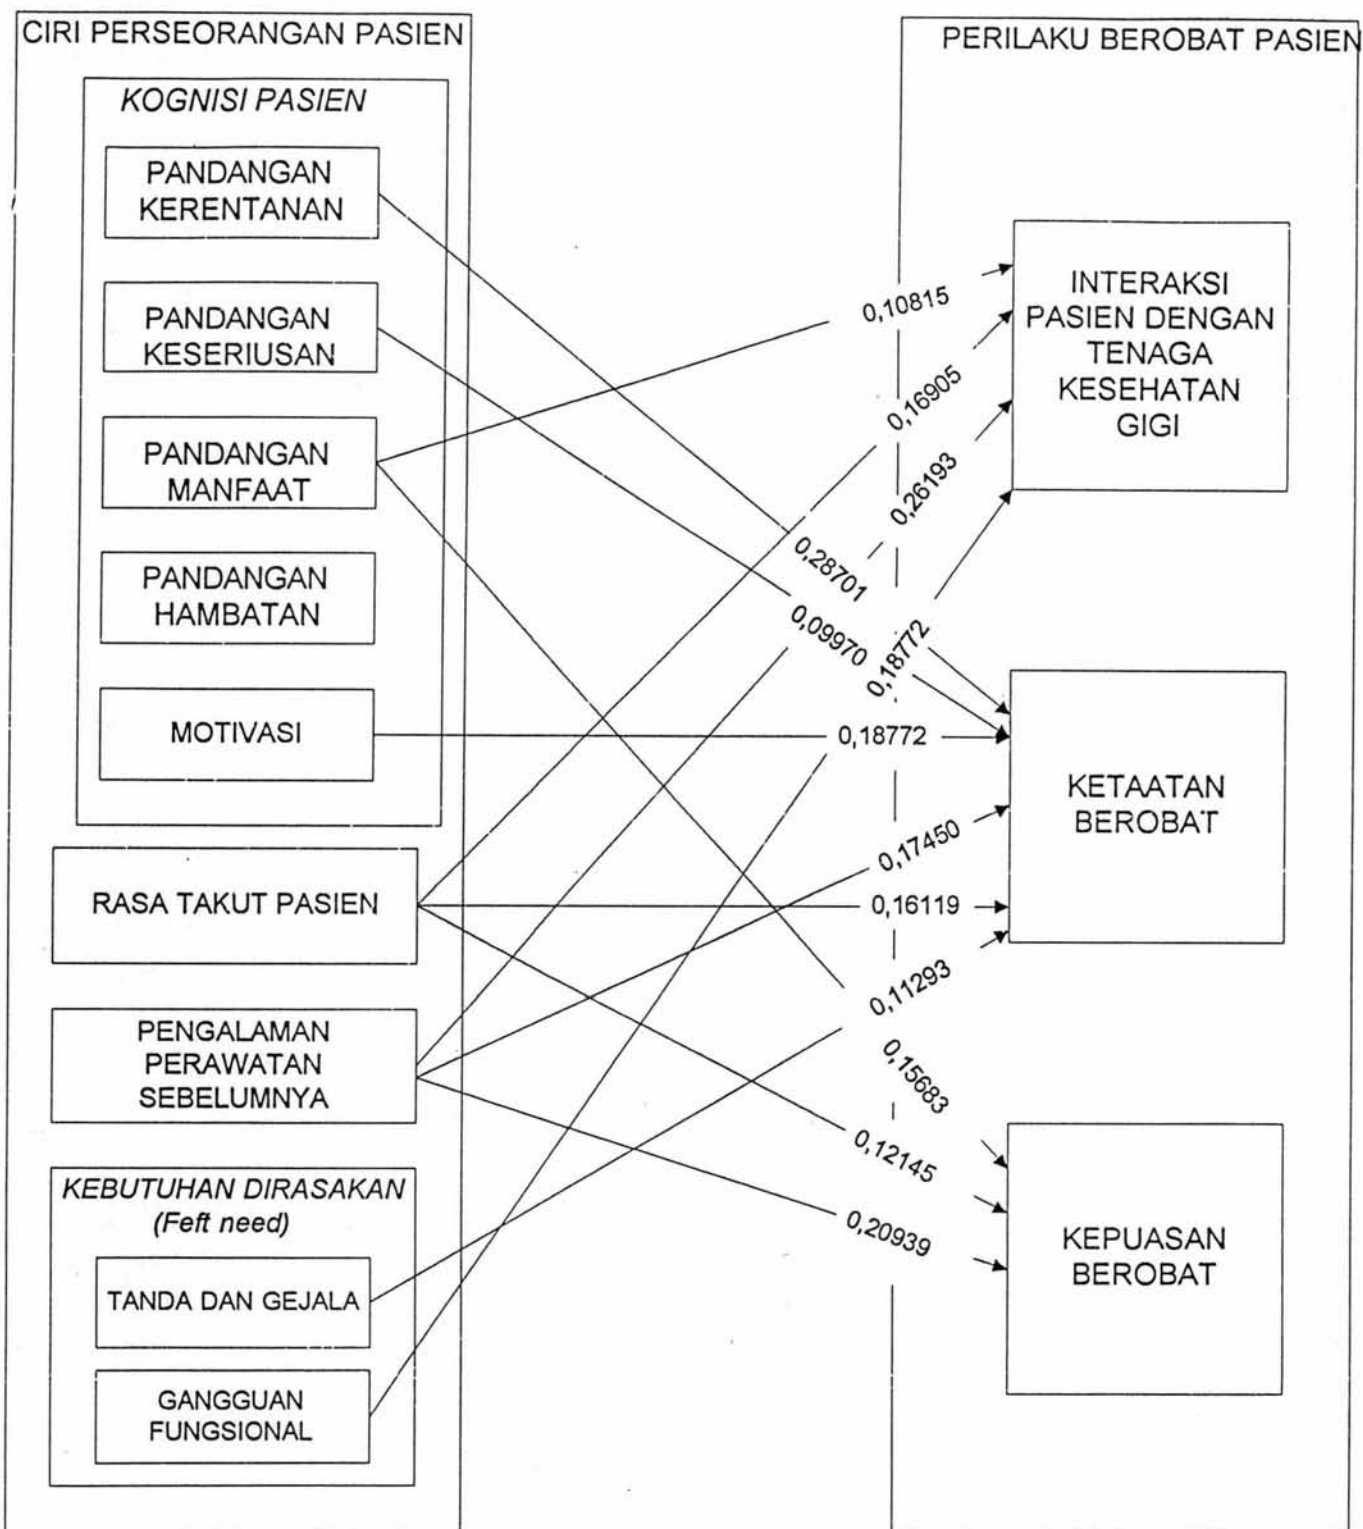 CIRI PERSEORANGAN PASIEN
KOGNISI PASIEN
PANDANGAN
KERENTANAN
PANDANGAN
KESERIUSAN
PANDANGAN
MANFAAT
PANDANGAN
HAMBATAN
MOTIVASI
RASA TAKUT PASIEN
PENGALAMAN
PERAWATAN
SEBELUMNYA
KEBUTUHAN DIRASAKAN
(Feft need)
TANDA DAN GEJALA
GANGGUAN
FUNGSIONAL
0,10815
0,16905
0,26193
0,28701
0,09970
0,18772
0,18772
0,17450
0,16119
0,11293
0,15683
0,12145
0,20939
PERILAKU BEROBAT PASIEN
INTERAKSI
PASIEN DENGAN
TENAGA
KESEHATAN
GIGI
KETAATAN
BEROBAT
KEPUASAN
BEROBAT